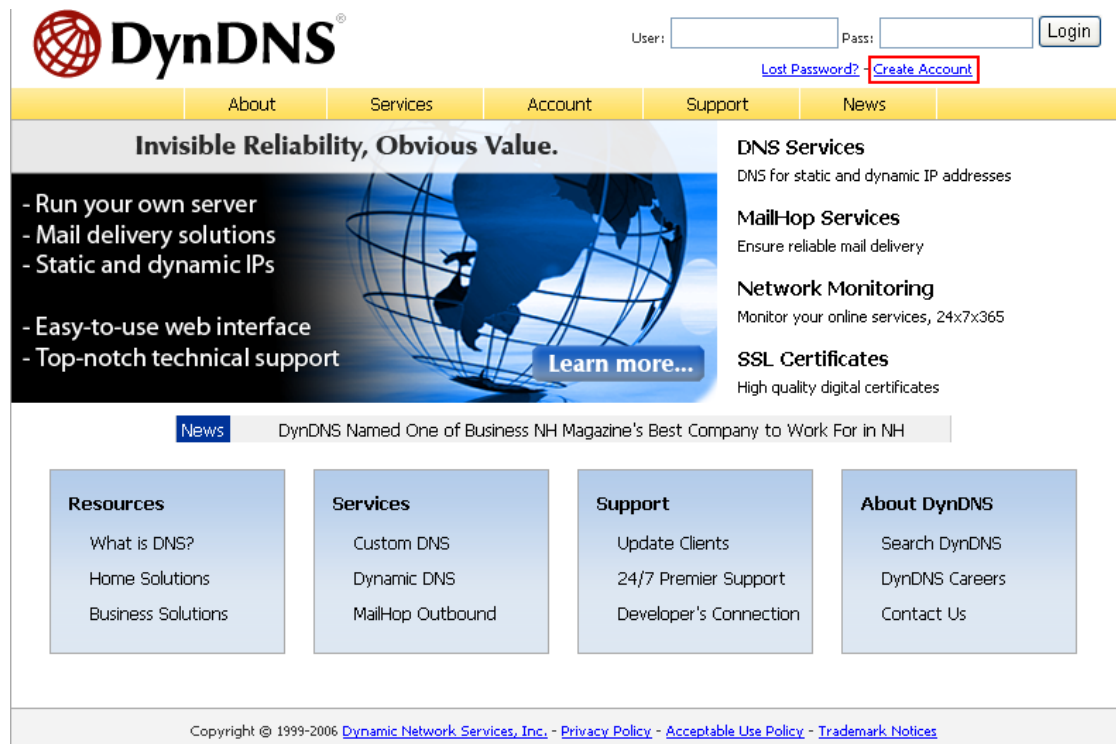 DynDNS®
User: Pass: Login
Lost Password? - Create Account
About Services Account Support News
Invisible Reliability, Obvious Value.
- Run your own server
- Mail delivery solutions
- Static and dynamic IPs
- Easy-to-use web interface
- Top-notch technical support
Learn more...
DNS Services
DNS for static and dynamic IP addresses
MailHop Services
Ensure reliable mail delivery
Network Monitoring
Monitor your online services, 24x7x365
SSL Certificates
High quality digital certificates
News DynDNS Named One of Business NH Magazine's Best Company to Work For in NH
Resources
What is DNS?
Home Solutions
Business Solutions
Services
Custom DNS
Dynamic DNS
MailHop Outbound
Support
Update Clients
24/7 Premier Support
Developer's Connection
About DynDNS
Search DynDNS
DynDNS Careers
Contact Us
Copyright @ 1999-2006 Dynamic Network Services, Inc. - Privacy Policy - Acceptable Use Policy - Trademark Notices